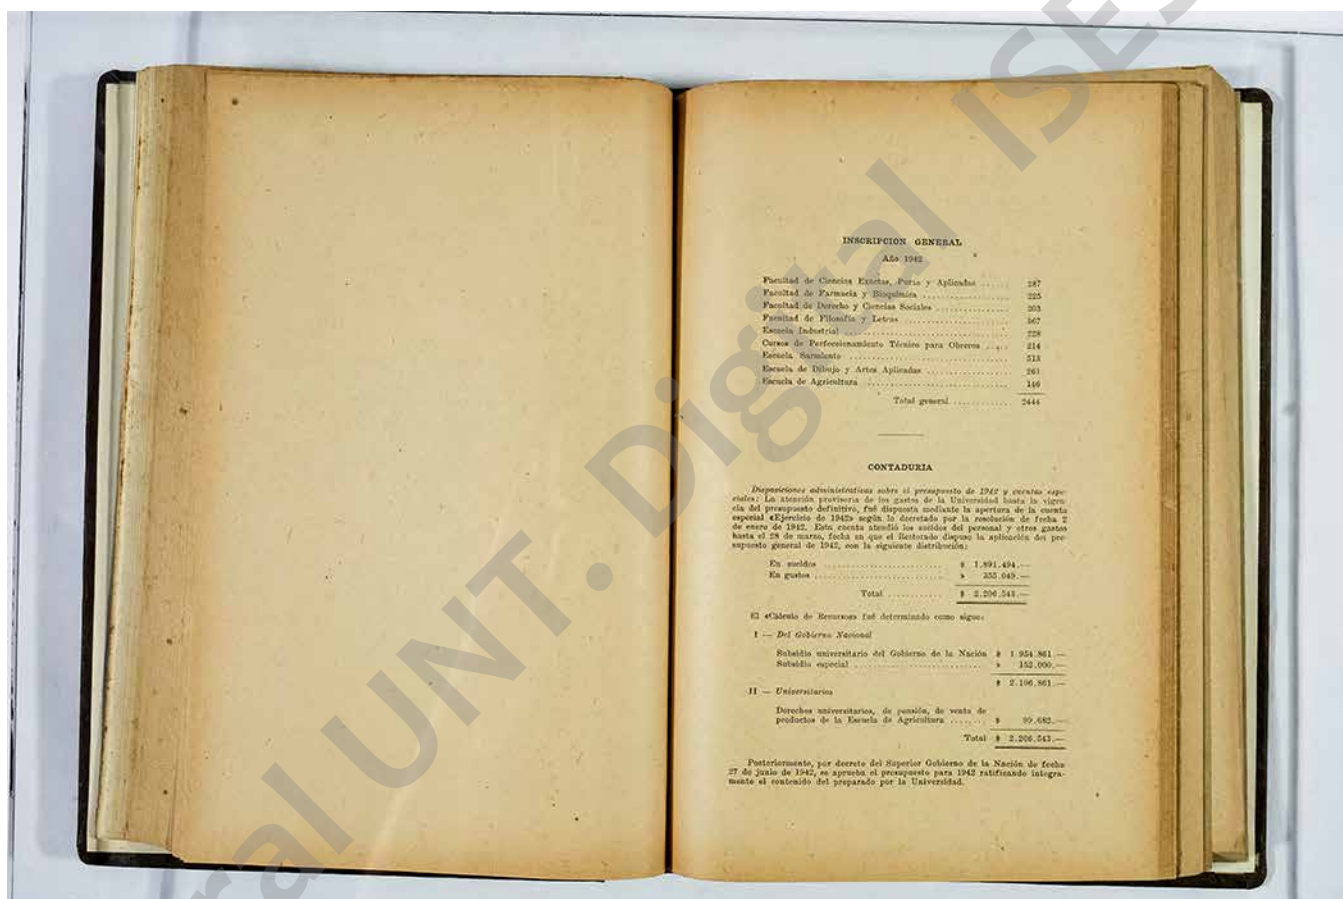 INSCRIPCION GENERAL
Año 1942
Facultad de Ciencias Exactas, Puras y Aplicadas ...... 287
Facultad de Farmacia y Bioquímica ................ 225
Facultad de Derecho y Ciencias Sociales .............. 203
Facultad de Filosofía y Letras .................... 367
Escuela Industrial ............................... 228
Cursos de Perfeccionamiento Técnico para Obreros ..... 214
Escuela Sarmiento ............................... 513
Escuela de Dibujo y Artes Aplicadas ................ 261
Escuela de Agricultura ........................... 146
Total general ........... 2444
CONTADURIA
Disposiciones administrativas sobre el presupuesto de 1942 y cuentas espe-
ciales: La atención provisoria de los gastos de la Universidad hasta la vigen-
cia del presupuesto definitivo, fué dispuesta mediante la apertura de la cuenta
especial «Ejercicio de 1942» según lo decretado por la resolución de fecha 2
de enero de 1942. Esta cuenta atendió los sueldos del personal y otros gastos
hasta el 28 de marzo, fecha en que el Rectorado dispuso la aplicación del pre-
supuesto general de 1942, con la siguiente distribución:
En sueldos ........................ $
En gastos ......................... »
Total ........... $ 2.206.543.—
El «Cálculo de Recursos» fué determinado como sigue:
I — Del Gobierno Nacional
Subsidio universitario del Gobierno de la Nación $ 1.954.861.—
Subsidio especial .......................... » 152.000.—
$ 2.106.861.—
II — Universitarios
Derechos universitarios, de pensión, de venta de
productos de la Escuela de Agricultura ....... $ 99.682.—
Total $ 2.206.543.—
Posteriormente, por decreto del Superior Gobierno de la Nación de fecha
27 de junio de 1942, se aprueba el presupuesto para 1942 ratificando íntegra-
mente el contenido del preparado por la Universidad.
UNT. Digital